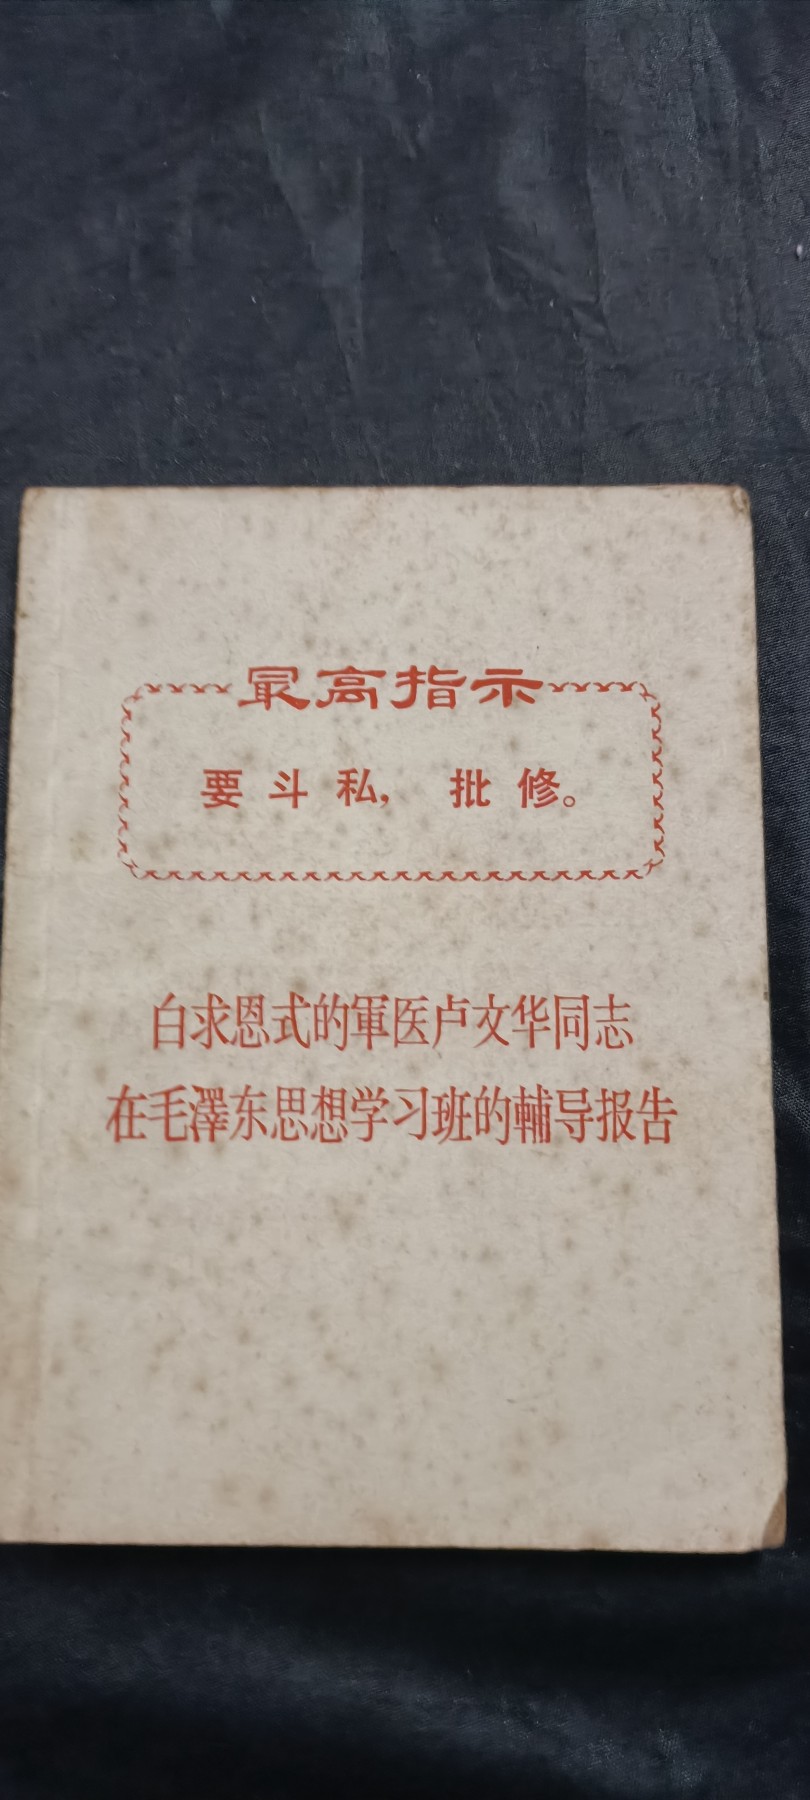 最高指示
要斗私，批修。
白求恩式的軍医卢文华同志
在毛澤东思想学习班的輔导报告